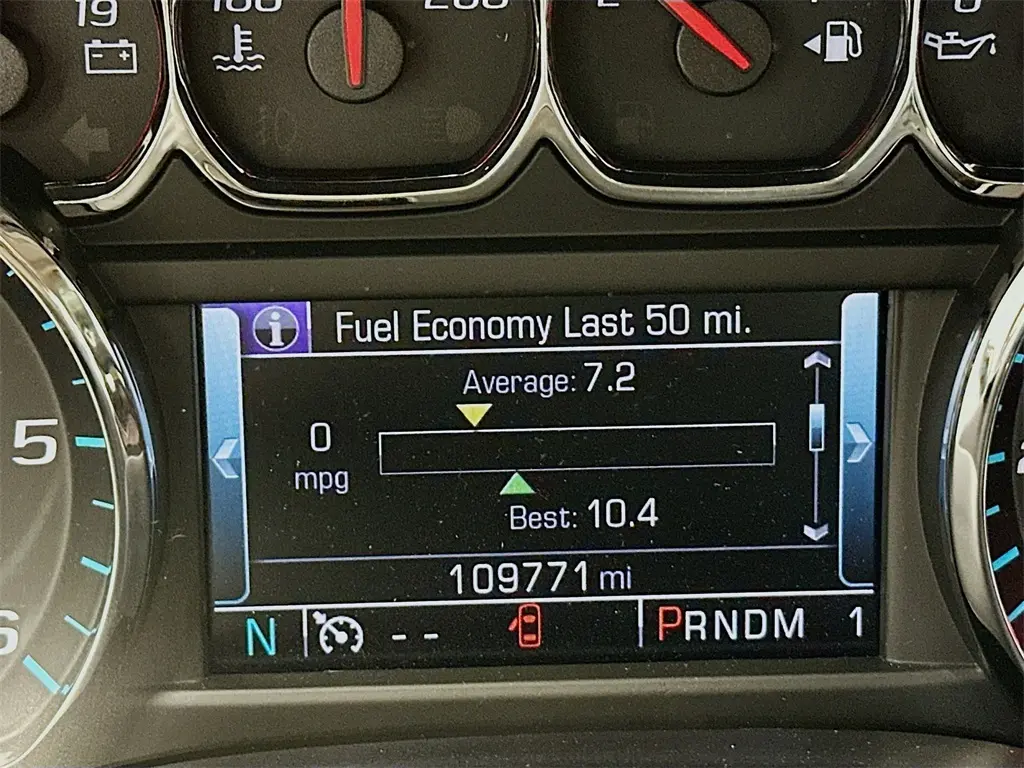 19
5
6
Fuel Economy Last 50 mi.
Average: 7.2
0
mpg
Best: 10.4
109771 mi
N -- PRNDM 1